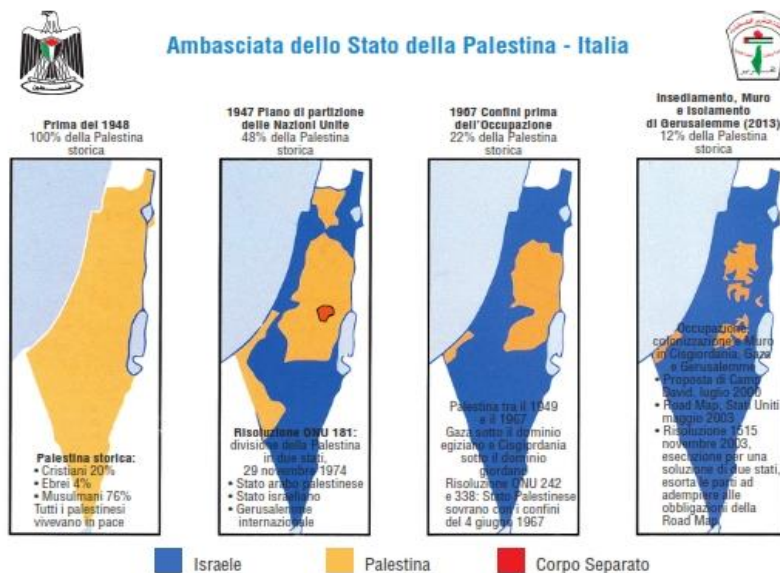 Ambasciata dello Stato della Palestina - Italia
Prima del 1948
100% della Palestina
storica
Palestina storica:
• Cristiani 20%
• Ebrei 4%
• Musulmani 76%
Tutti i palestinesi
vivevano in pace
1947 Piano di partizione
delle Nazioni Unite
48% della Palestina
storica
Risoluzione ONU 181:
divisione della Palestina
in due stati,
29 novembre 1974
• Stato arabo palestinese
• Stato israeliano
• Gerusalemme
internazionale
1967 Confini prima
dell'Occupazione
22% della Palestina
storica
Palestina tra il 1949
e il 1967
Gaza sotto il dominio
egiziano e Cisgiordania
sotto il dominio
giordano
Risoluzione ONU 242
e 338: Stato Palestinese
sovrano con i confini
del 4 giugno 1967
Insediamento, Muro
e Isolamento
di Gerusalemme (2013)
12% della Palestina
storica
Occupazione,
colonizzazione e Muro
in Cisgiordania, Gaza
e Gerusalemme
• Proposta di Camp
David, luglio 2000
• Road Map, Stati Uniti
maggio 2003
• Risoluzione 1515
novembre 2003,
esecuzione per una
soluzione di due stati,
esorta le parti ad
adempiere alle
obbligazioni della
Road Map
Israele
Palestina
Corpo Separato